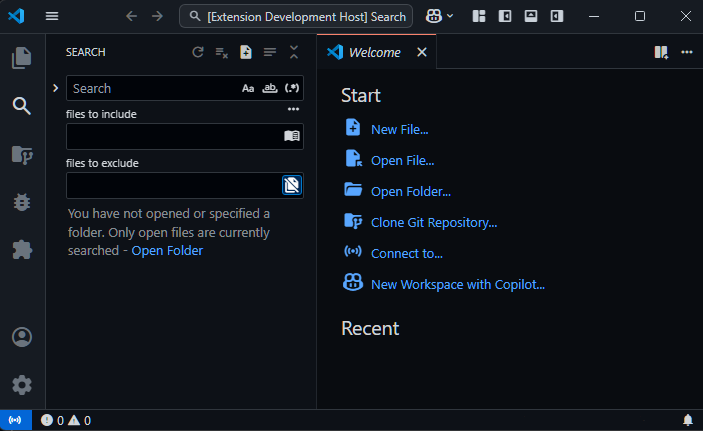 [Extension Development Host] Search
SEARCH
Welcome
Search
Aa
ab
(.*)
files to include
files to exclude
You have not opened or specified a
folder. Only open files are currently
searched - Open Folder
Start
New File...
Open File...
Open Folder...
Clone Git Repository...
Connect to...
New Workspace with Copilot...
Recent
0
0